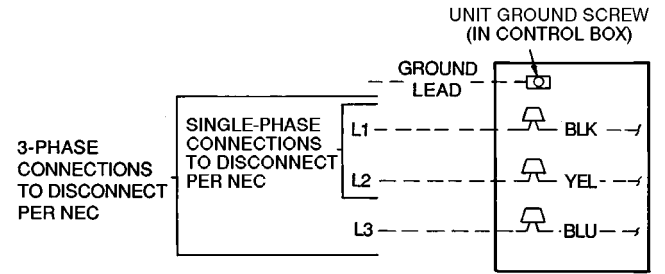 UNIT GROUND SCREW
(IN CONTROL BOX)
GROUND
LEAD
3-PHASE
CONNECTIONS
TO DISCONNECT
PER NEC
SINGLE-PHASE
CONNECTIONS
TO DISCONNECT
PER NEC
L1
BLK
L2
YEL
L3
BLU